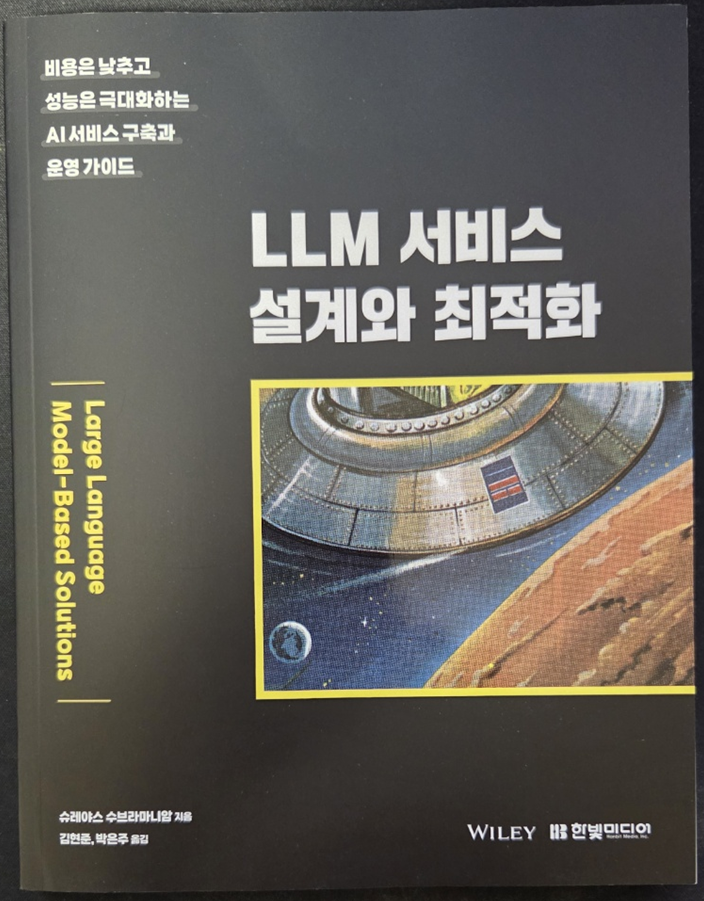 비용은 낮추고
성능은 극대화하는
AI 서비스 구축과
운영 가이드
LLM 서비스
설계와 최적화
Large Language
Model-Based Solutions
슈레야스 수브라마니암 지음
김현준, 박은주 옮김
WILEY
한빛미디어
Hanbit Media, Inc.